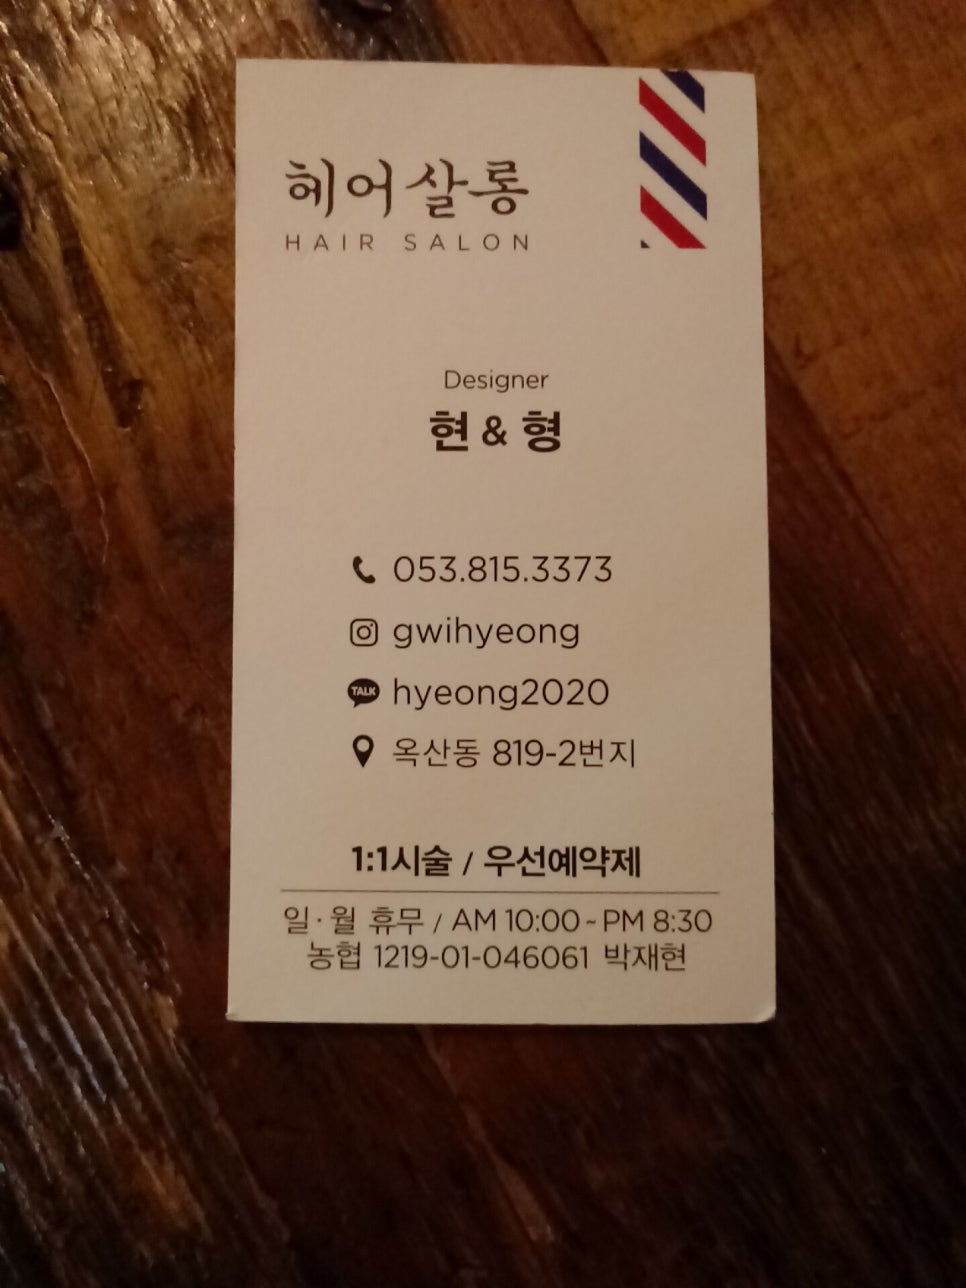 헤어살롱
HAIR SALON
Designer
현 & 형
053.815.3373
gwihyeong
TALK hyeong2020
옥산동 819-2번지
1:1시술 / 우선예약제
일·월 휴무 / AM 10:00~PM 8:30
농협 1219-01-046061 박재현